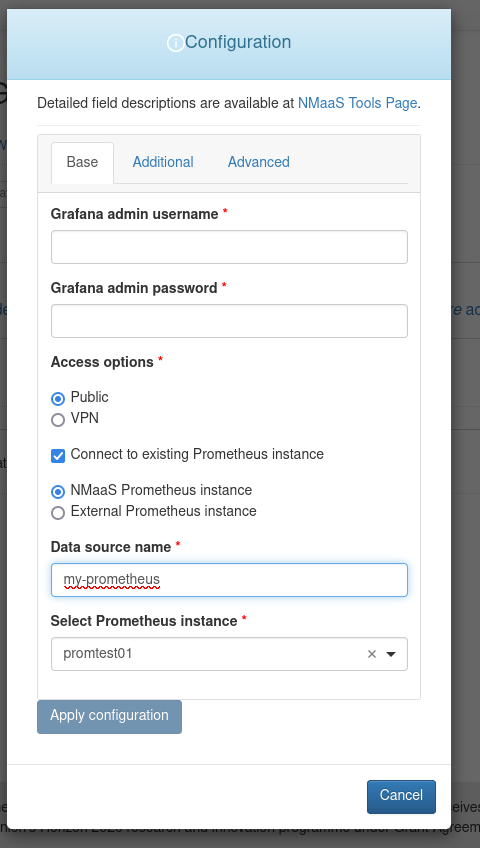 Configuration
Detailed field descriptions are available at NMaaS Tools Page.
Base Additional Advanced
Grafana admin username *
Grafana admin password *
Access options *
Public
VPN
Connect to existing Prometheus instance
NMaaS Prometheus instance
External Prometheus instance
Data source name *
my-prometheus
Select Prometheus instance *
promtest01 ×
Apply configuration
Cancel